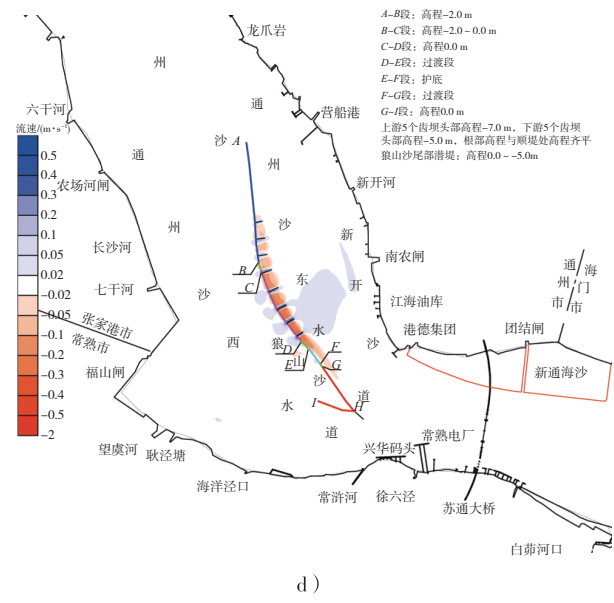 A-B段：高程-2.0 m
B-C段：高程-2.0 - 0.0 m
C-D段：高程0.0 m
D-E段：过渡段
E-F段：护底
F-G段：过渡段
G-I段：高程0.0 m
上游5个齿坝头部高程-7.0 m，下游5个齿坝
头部高程-5.0 m，根部高程与顺堤处高程齐平
狼山沙尾部潜堤：高程0.0 - -5.0m
龙爪岩
营船港
新开河
南农闸
江海油库
港德集团
团结闸
通州市
海门市
新通海沙
六干河
农场河闸
长沙河
七干河
张家港市
常熟市
福山闸
望虞河
耿泾塘
海洋泾口
常浒河
兴华码头
徐六泾
常熟电厂
苏通大桥
白茆河口
流速/(m·s⁻¹)
0.5
0.4
0.3
0.2
0.1
0.05
0.02
-0.02
-0.05
-0.1
-0.2
-0.3
-0.4
-0.5
-2
通州沙西水道
州通州沙东水道
狼山沙
新开沙
沙
A
B
C
D
E
F
G
H
I
d）